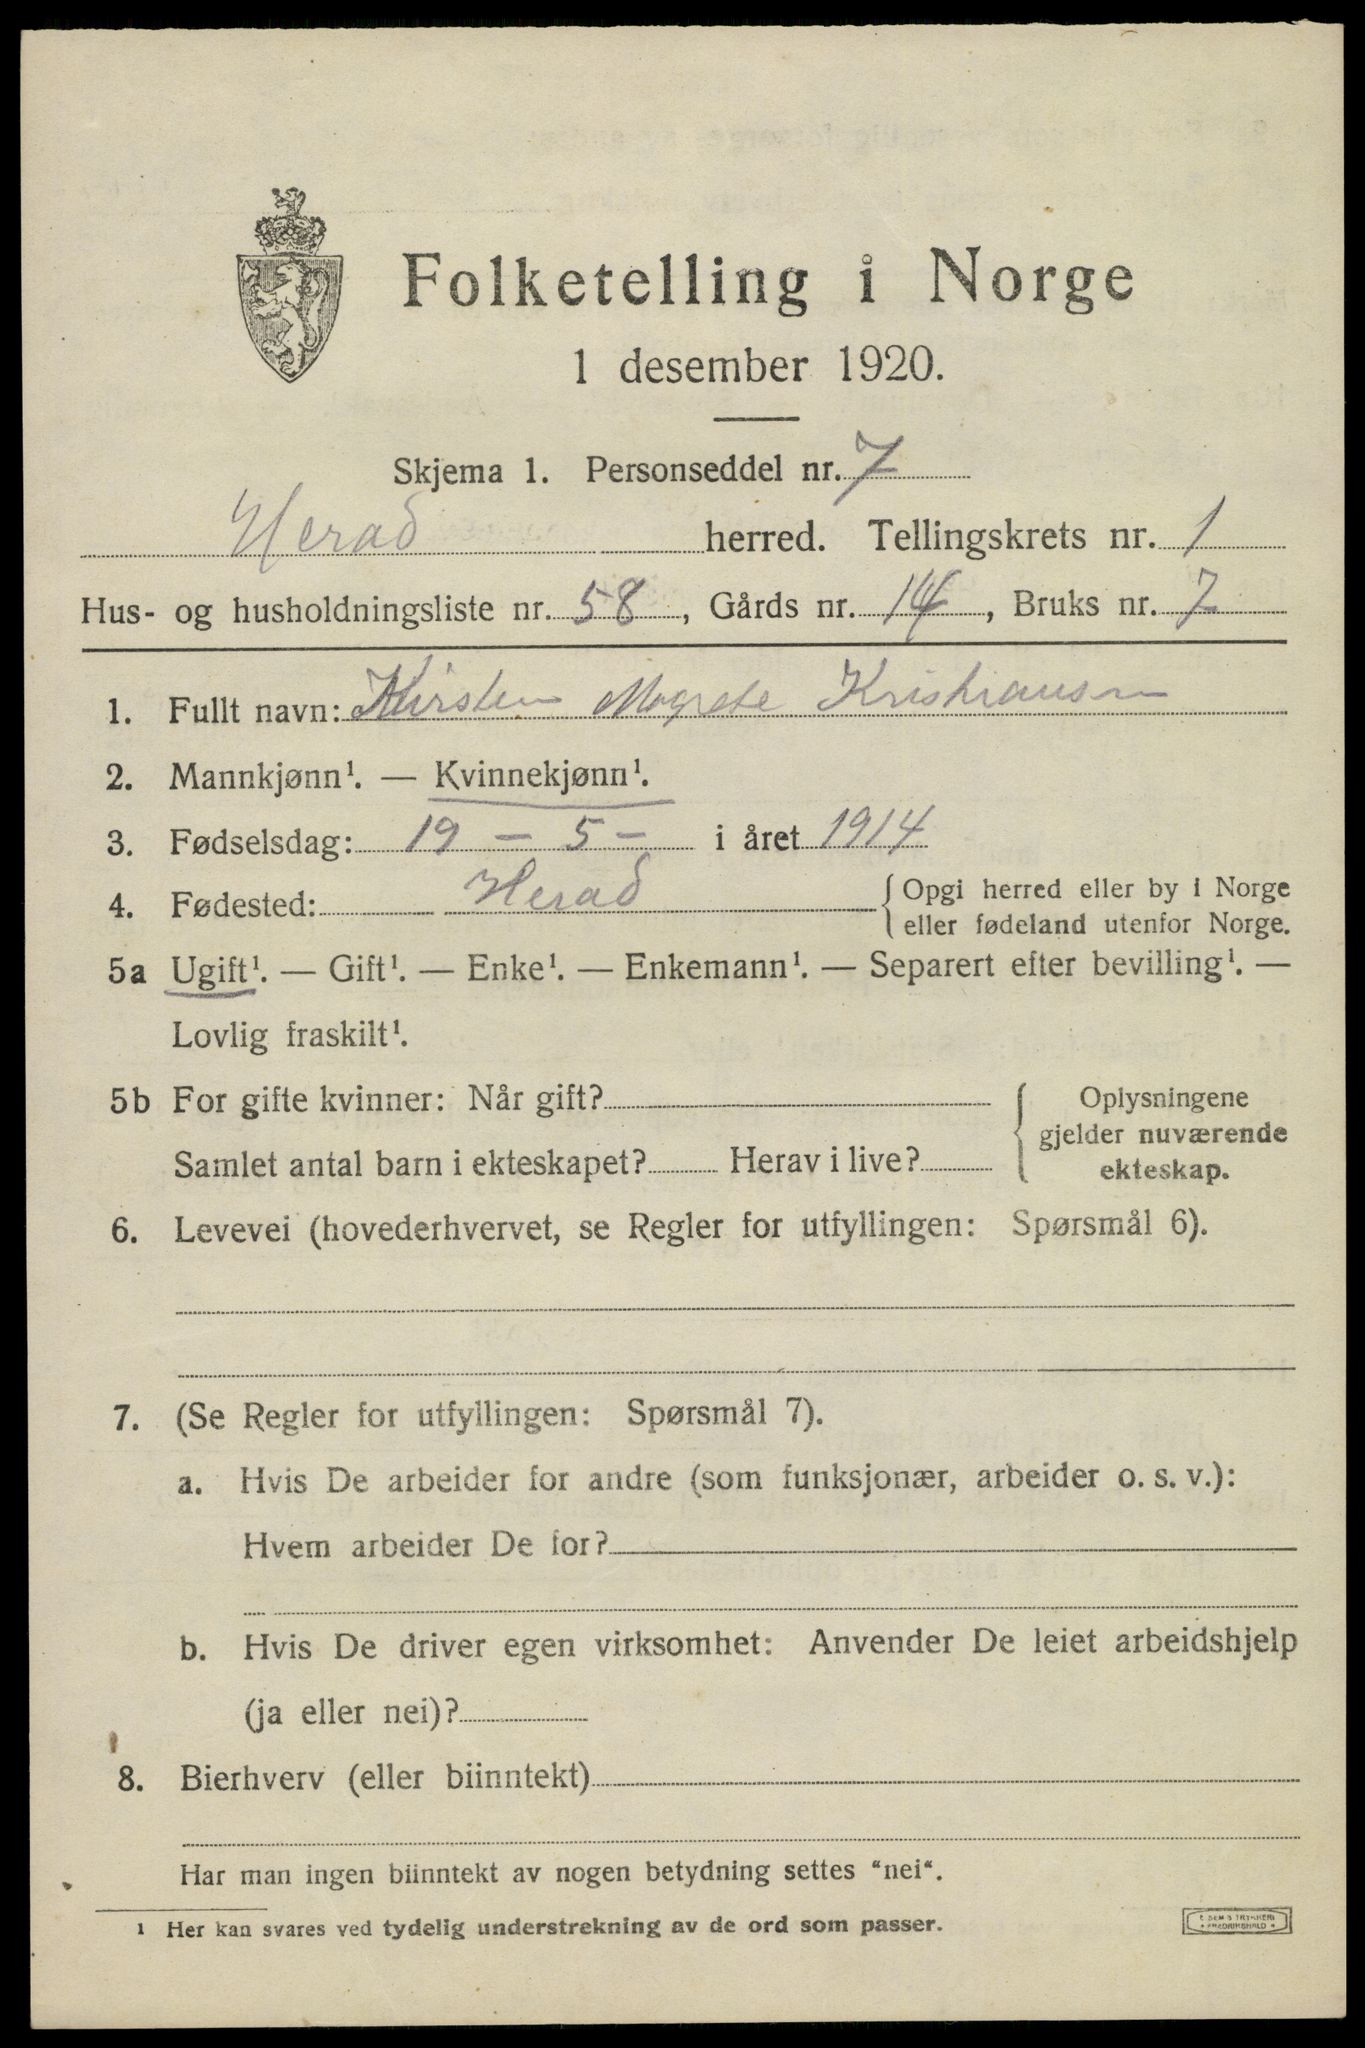 Folketelling i Norge
1 desember 1920.
Skjema 1. Personseddel nr. 7
Herad herred. Tellingskrets nr. 1
Hus- og husholdningsliste nr. 58, Gårds nr. 14, Bruks nr. 7
1. Fullt navn: Kirsten Magrete Kristiansen
2. Mannkjønn¹. — Kvinnekjønn¹.
3. Fødselsdag: 19 – 5 – i året 1914
4. Fødested: Herad { Opgi herred eller by i Norge
eller fødeland utenfor Norge.
5a Ugift¹. — Gift¹. — Enke¹. — Enkemann¹. — Separert efter bevilling¹. —
Lovlig fraskilt¹.
5b For gifte kvinner: Når gift?
Samlet antal barn i ekteskapet? Herav i live?
Oplysningene
gjelder nuværende
ekteskap.
6. Levevei (hovederhvervet, se Regler for utfyllingen: Spørsmål 6).
7. (Se Regler for utfyllingen: Spørsmål 7).
a. Hvis De arbeider for andre (som funksjonær, arbeider o. s. v.):
Hvem arbeider De for?
b. Hvis De driver egen virksomhet: Anvender De leiet arbeidshjelp
(ja eller nei)?
8. Bierhverv (eller biinntekt)
Har man ingen biinntekt av nogen betydning settes “nei“.
¹ Her kan svares ved tydelig understrekning av de ord som passer.